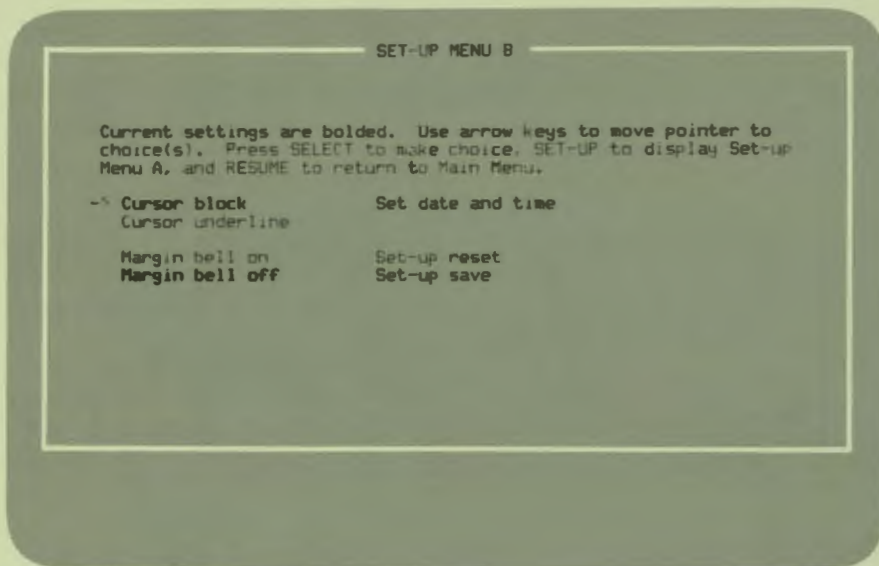 SET-UP MENU B
Current settings are bolded. Use arrow keys to move pointer to
choice(s). Press SELECT to make choice, SET-UP to display Set-up
Menu A, and RESUME to return to Main Menu.
-> Cursor block Set date and time
Cursor underline
Margin bell on Set-up reset
Margin bell off Set-up save